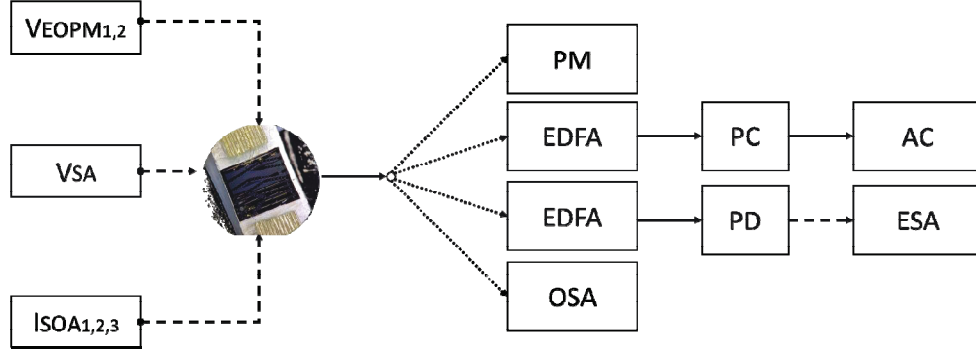 VEOPM1,2
VSA
ISOA1,2,3
PM
EDFA
PC
AC
EDFA
PD
ESA
OSA